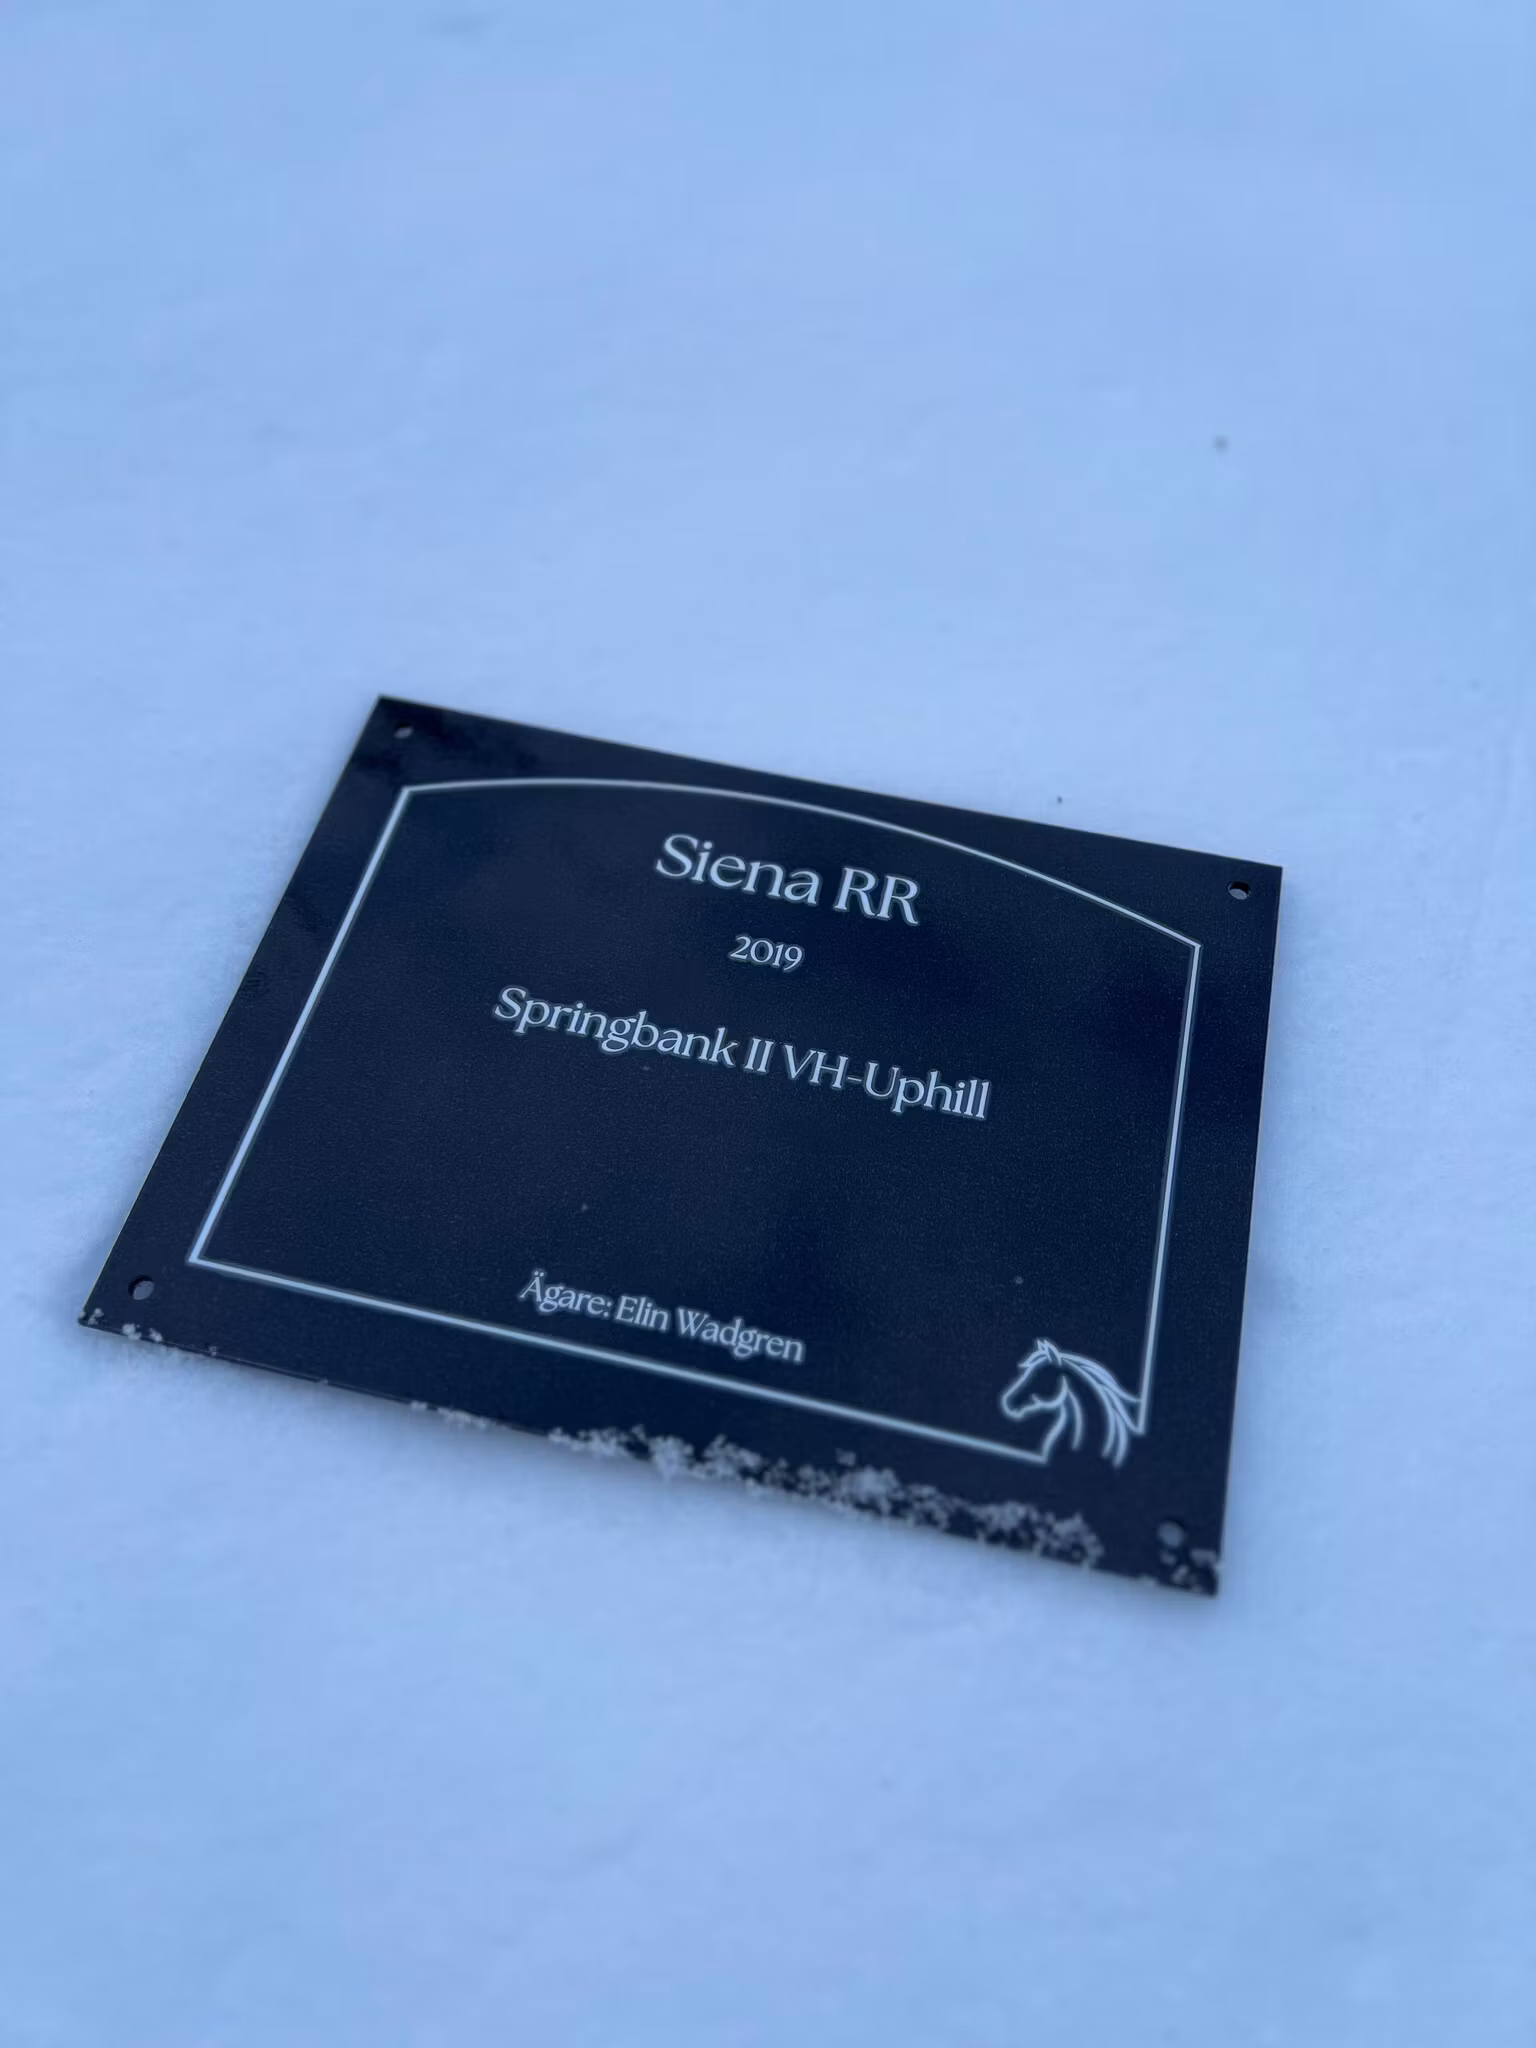 Siena RR
2019
Springbank II VH-Uphill
Ägare: Elin Wadgren